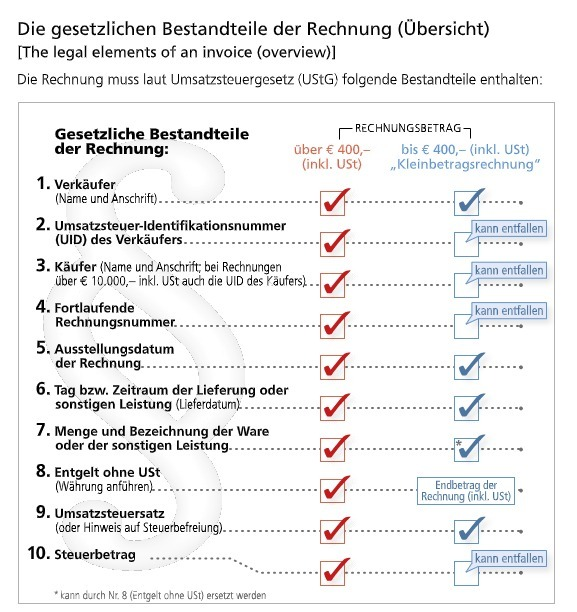 Die gesetzlichen Bestandteile der Rechnung (Übersicht)
[The legal elements of an invoice (overview)]
Die Rechnung muss laut Umsatzsteuergesetz (UStG) folgende Bestandteile enthalten:
RECHNUNGSBETRAG
Gesetzliche Bestandteile
der Rechnung:
über € 400,–
(inkl. USt)
bis € 400,– (inkl. USt)
„Kleinbetragsrechnung“
1. Verkäufer
(Name und Anschrift)
2. Umsatzsteuer-Identifikationsnummer
(UID) des Verkäufers
kann entfallen
3. Käufer (Name und Anschrift; bei Rechnungen
über € 10.000,– inkl. USt auch die UID des Käufers)
kann entfallen
4. Fortlaufende
Rechnungsnummer
kann entfallen
5. Ausstellungsdatum
der Rechnung
6. Tag bzw. Zeitraum der Lieferung oder
sonstigen Leistung (Lieferdatum)
7. Menge und Bezeichnung der Ware
oder der sonstigen Leistung
*
8. Entgelt ohne USt
(Währung anführen)
Endbetrag der
Rechnung (inkl. USt)
9. Umsatzsteuersatz
(oder Hinweis auf Steuerbefreiung)
10. Steuerbetrag
kann entfallen
* kann durch Nr. 8 (Entgelt ohne USt) ersetzt werden